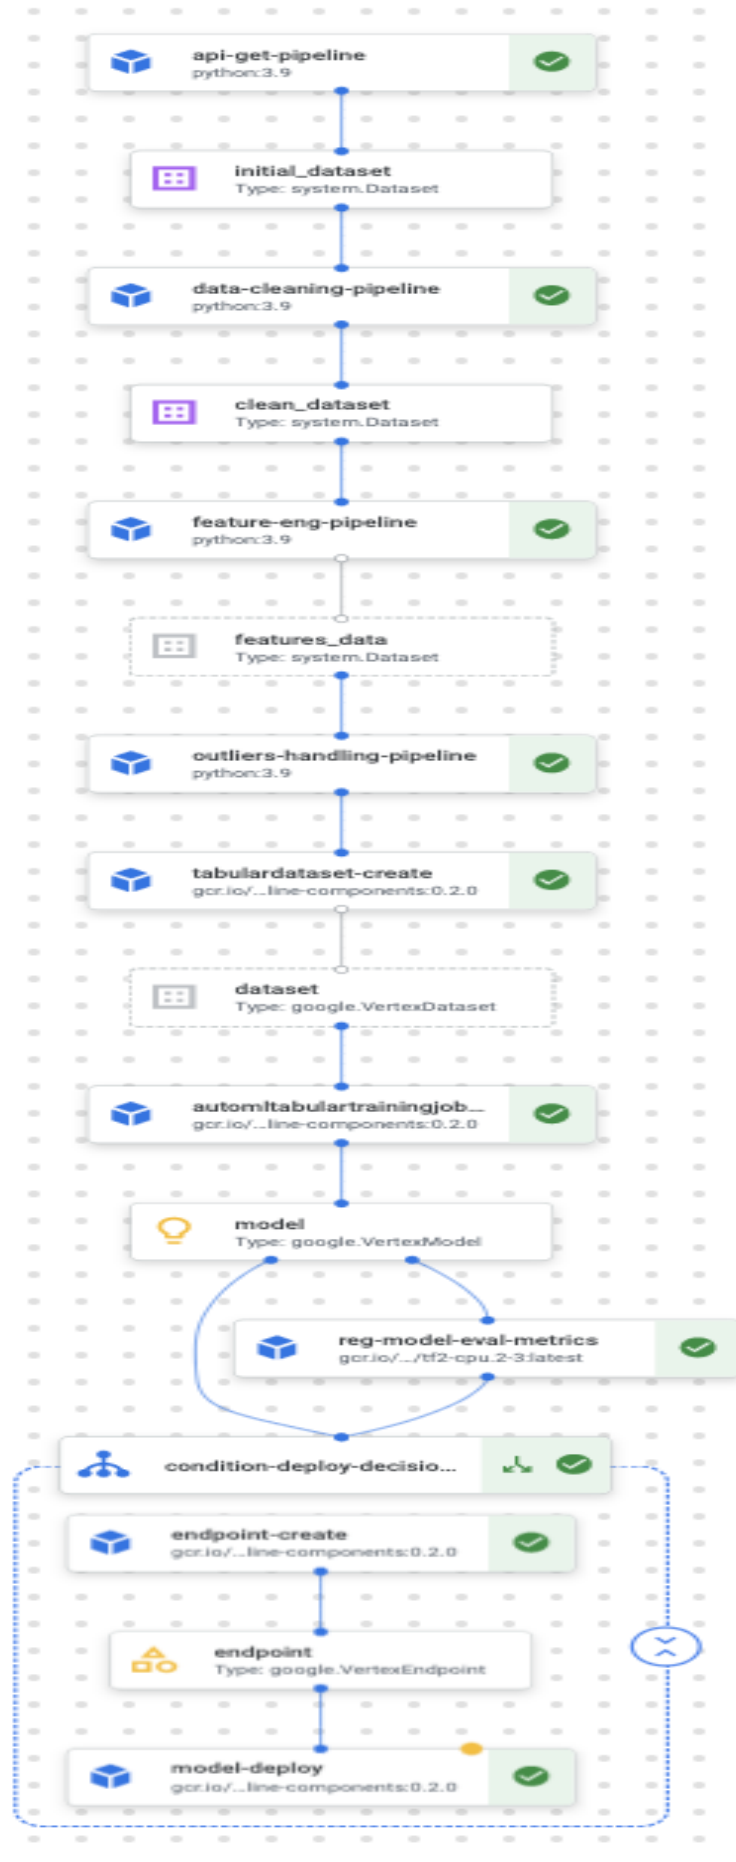 api-get-pipeline
python:3.9
initial_dataset
Type: system.Dataset
data-cleaning-pipeline
python:3.9
clean_dataset
Type: system.Dataset
feature-eng-pipeline
python:3.9
features_data
Type: system.Dataset
outliers-handling-pipeline
python:3.9
tabulardataset-create
gcr.io/...line-components:0.2.0
dataset
Type: google.VertexDataset
automltabulartrainingjob...
gcr.io/...line-components:0.2.0
model
Type: google.VertexModel
reg-model-eval-metrics
gcr.io/.../tf2-cpu.2-3:latest
condition-deploy-decisio...
endpoint-create
gcr.io/...line-components:0.2.0
endpoint
Type: google.VertexEndpoint
model-deploy
gcr.io/...line-components:0.2.0